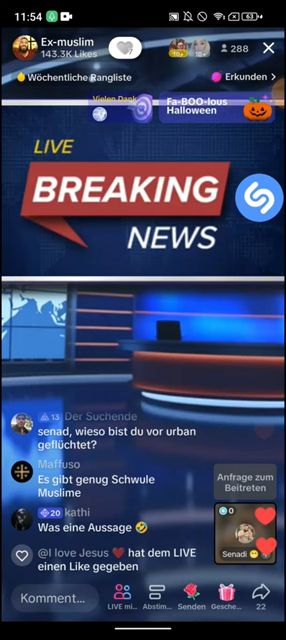 11:54
63
Ex-muslim
143.3K Likes
288
Wöchentliche Rangliste
Erkunden >
Vielen Dank
Fa-BOO-lous
Halloween
LIVE
BREAKING
NEWS
13 Der Suchende
senad, wieso bist du vor urban
geflüchtet?
Maffuso
Es gibt genug Schwule
Muslime
20 kathi
Was eine Aussage 🤣
@I love Jesus ❤️ hat dem LIVE
einen Like gegeben
Anfrage zum
Beitreten
0
Senadi
Komment...
LIVE mi...
Abstim...
Senden
Gesche...
22